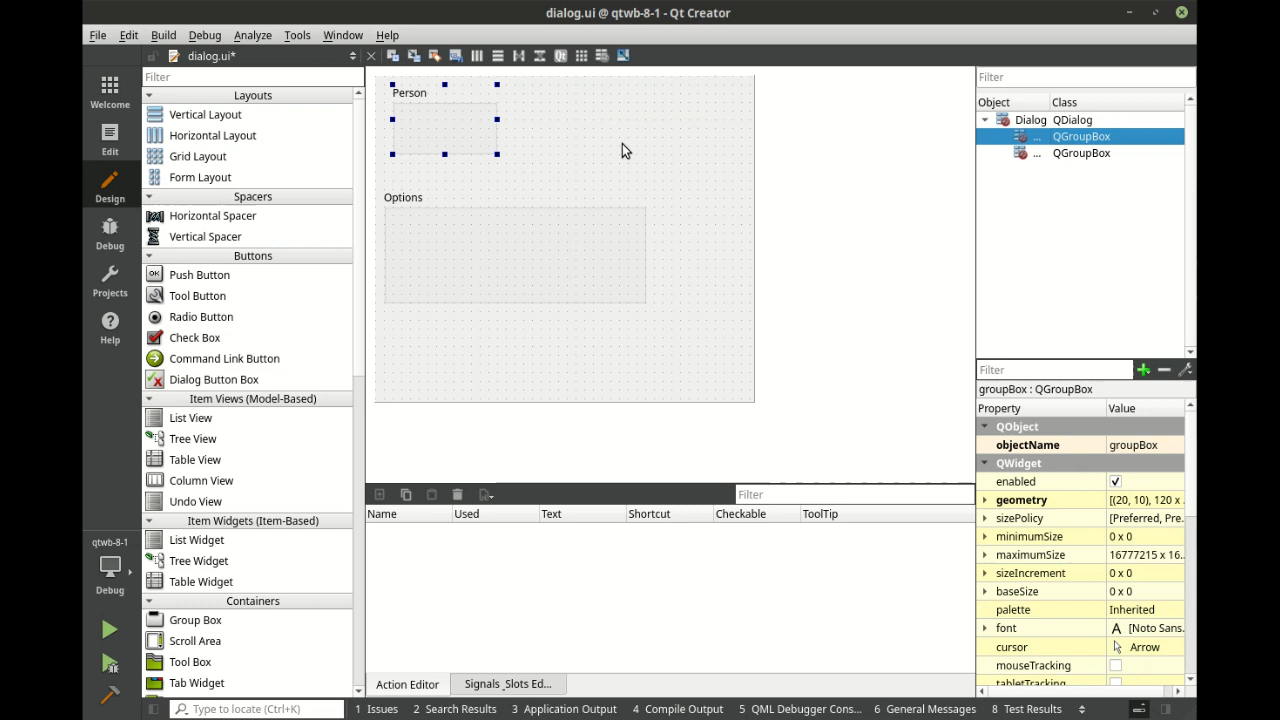 dialog.ui @ qtwb-8-1 - Qt Creator
File Edit Build Debug Analyze Tools Window Help
dialog.ui*
Filter
Welcome
Edit
Design
Debug
Projects
Help
qtwb-8-1
Debug
Layouts
Vertical Layout
Horizontal Layout
Grid Layout
Form Layout
Spacers
Horizontal Spacer
Vertical Spacer
Buttons
OK Push Button
Tool Button
Radio Button
Check Box
Command Link Button
Dialog Button Box
Item Views (Model-Based)
List View
Tree View
Table View
Column View
Undo View
Item Widgets (Item-Based)
List Widget
Tree Widget
Table Widget
Containers
Group Box
Scroll Area
Tool Box
Tab Widget
Qt
Person
Options
Filter
Name Used Text Shortcut Checkable ToolTip
Action Editor Signals _Slots Ed...
Filter
Object Class
Dialog QDialog
... QGroupBox
... QGroupBox
Filter
groupBox : QGroupBox
Property Value
QObject
objectName groupBox
QWidget
enabled
geometry [(20, 10), 120 x .
sizePolicy [Preferred, Pre.
minimumSize 0 x 0
maximumSize 16777215 x 16..
sizeIncrement 0 x 0
baseSize 0 x 0
palette Inherited
font A [Noto Sans.
cursor Arrow
mouseTracking
tabletTracking
Type to locate (Ctrl+K) 1 Issues 2 Search Results 3 Application Output 4 Compile Output 5 QML Debugger Cons... 6 General Messages 8 Test Results